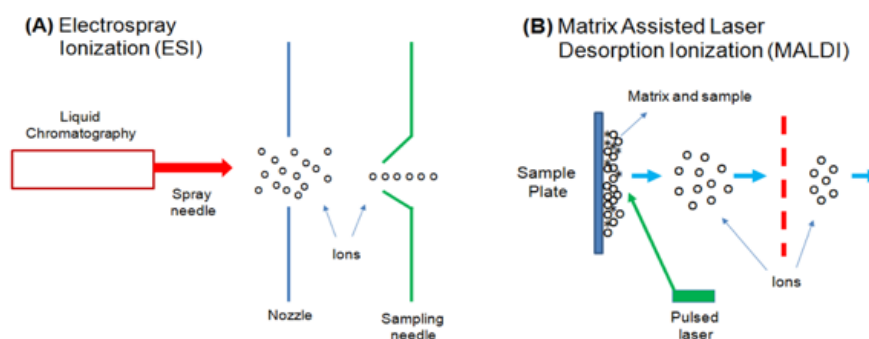 (A) Electrospray
Ionization (ESI)
Liquid
Chromatography
Spray
needle
Ions
Nozzle
Sampling
needle
(B) Matrix Assisted Laser
Desorption Ionization (MALDI)
Matrix and sample
Sample
Plate
Ions
Pulsed
laser